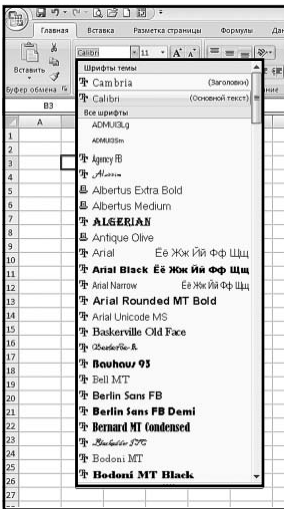 Главная Вставка Разметка страницы Формулы
Calibri 11 A A
Вставить
Буфер обмена
B3
A
Шрифты темы
Cambria (Заголовки)
Calibri (Основной текст)
Все шрифты
ADMUI3Lg
ADMUI3Sm
Agency FB
Albertus Extra Bold
Albertus Medium
ALGERIAN
Antique Olive
Arial Ёё Жж Йй Фф Щщ
Arial Black Ёё Жж Йй Фф Щщ
Arial Narrow Ёё Жж Йй Фф Щщ
Arial Rounded MT Bold
Arial Unicode MS
Baskerville Old Face
Bauhaus 93
Bell MT
Berlin Sans FB
Berlin Sans FB Demi
Bernard MT Condensed
Blackadder ITC
Bodoni MT
Bodoni MT Black
1
2
3
4
5
6
7
8
9
10
11
12
13
14
15
16
17
18
19
20
21
22
23
24
25
26
27